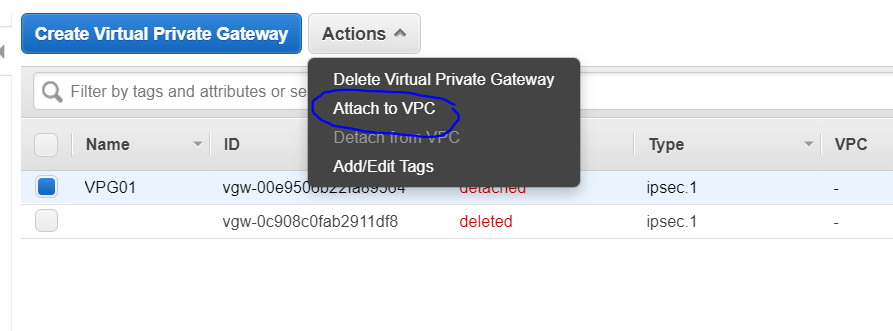 Create Virtual Private Gateway Actions
Delete Virtual Private Gateway
Attach to VPC
Detach from VPC
Add/Edit Tags
Filter by tags and attributes or se
Name ID Type VPC
VPG01 detached ipsec.1 -
vgw-0c908c0fab2911df8 deleted ipsec.1 -